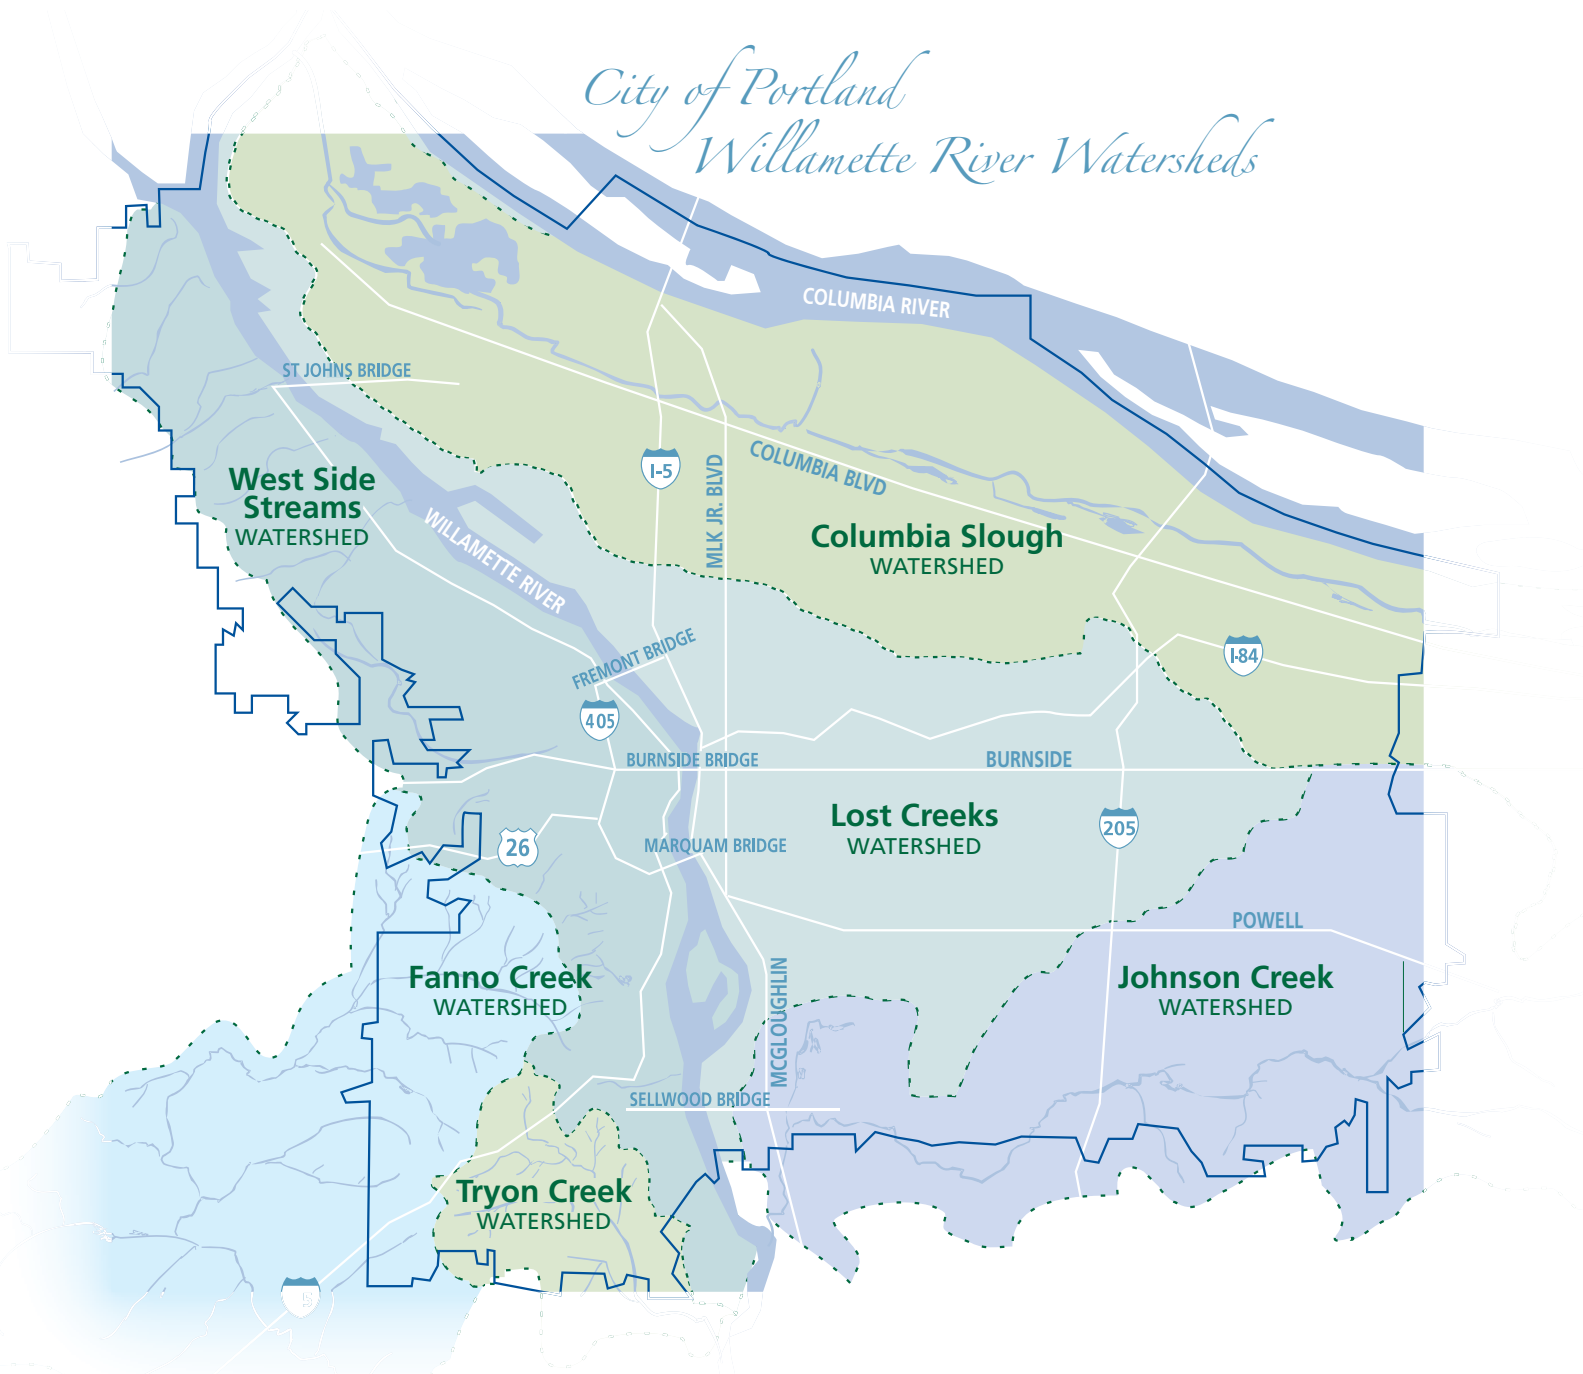 City of Portland
Willamette River Watersheds
COLUMBIA RIVER
ST JOHNS BRIDGE
I-5
MLK JR. BLVD
COLUMBIA BLVD
West Side
Streams
WATERSHED
WILLAMETTE RIVER
Columbia Slough
WATERSHED
FREMONT BRIDGE
I-84
405
BURNSIDE BRIDGE
BURNSIDE
Lost Creeks
WATERSHED
205
26
MARQUAM BRIDGE
POWELL
Fanno Creek
WATERSHED
MCGLOUGHLIN
Johnson Creek
WATERSHED
SELLWOOD BRIDGE
Tryon Creek
WATERSHED
5